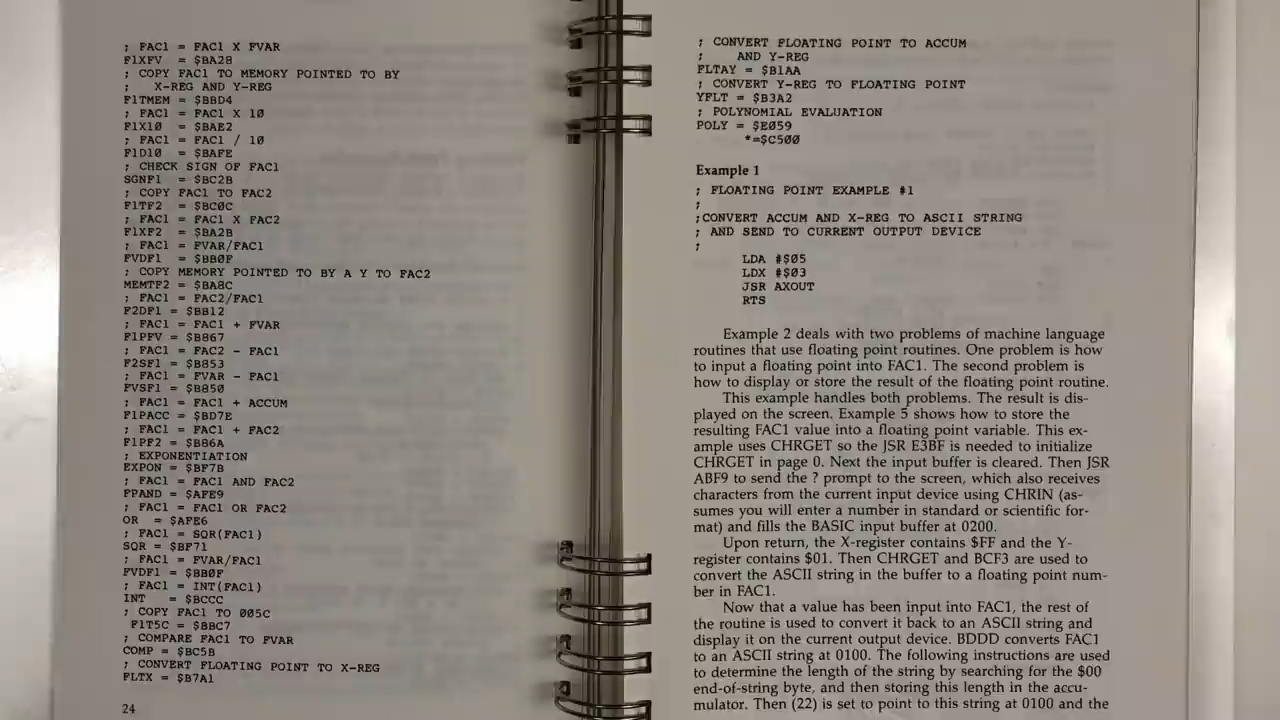 ; FAC1 = FAC1 X FVAR
F1XFV = $BA28
; COPY FAC1 TO MEMORY POINTED TO BY
; X-REG AND Y-REG
F1TMEM = $BBD4
; FAC1 = FAC1 X 10
F1X10 = $BAE2
; FAC1 = FAC1 / 10
F1D10 = $BAFE
; CHECK SIGN OF FAC1
SGNF1 = $BC2B
; COPY FAC1 TO FAC2
F1TF2 = $BC0C
; FAC1 = FAC1 X FAC2
F1XF2 = $BA2B
; FAC1 = FVAR/FAC1
FVDF1 = $BB0F
; COPY MEMORY POINTED TO BY A Y TO FAC2
MEMTF2 = $BA8C
; FAC1 = FAC2/FAC1
F2DF1 = $BB12
; FAC1 = FAC1 + FVAR
F1PFV = $B867
; FAC1 = FAC2 - FAC1
F2SF1 = $B853
; FAC1 = FVAR - FAC1
FVSF1 = $B850
; FAC1 = FAC1 + ACCUM
F1PACC = $BD7E
; FAC1 = FAC1 + FAC2
F1PF2 = $B86A
; EXPONENTIATION
EXPON = $BF7B
; FAC1 = FAC1 AND FAC2
FPAND = $AFE9
; FAC1 = FAC1 OR FAC2
OR = $AFE6
; FAC1 = SQR(FAC1)
SQR = $BF71
; FAC1 = FVAR/FAC1
FVDF1 = $BB0F
; FAC1 = INT(FAC1)
INT = $BCCC
; COPY FAC1 TO 005C
F1T5C = $BBC7
; COMPARE FAC1 TO FVAR
COMP = $BC5B
; CONVERT FLOATING POINT TO X-REG
FLTX = $B7A1
24
; CONVERT FLOATING POINT TO ACCUM
; AND Y-REG
FLTAY = $B1AA
; CONVERT Y-REG TO FLOATING POINT
YFLT = $B3A2
; POLYNOMIAL EVALUATION
POLY = $E059
*=$C500
Example 1
; FLOATING POINT EXAMPLE #1
;
;CONVERT ACCUM AND X-REG TO ASCII STRING
; AND SEND TO CURRENT OUTPUT DEVICE
;
LDA #$05
LDX #$03
JSR AXOUT
RTS
Example 2 deals with two problems of machine language
routines that use floating point routines. One problem is how
to input a floating point into FAC1. The second problem is
how to display or store the result of the floating point routine.
This example handles both problems. The result is dis-
played on the screen. Example 5 shows how to store the
resulting FAC1 value into a floating point variable. This ex-
ample uses CHRGET so the JSR E3BF is needed to initialize
CHRGET in page 0. Next the input buffer is cleared. Then JSR
ABF9 to send the ? prompt to the screen, which also receives
characters from the current input device using CHRIN (as-
sumes you will enter a number in standard or scientific for-
mat) and fills the BASIC input buffer at 0200.
Upon return, the X-register contains $FF and the Y-
register contains $01. Then CHRGET and BCF3 are used to
convert the ASCII string in the buffer to a floating point num-
ber in FAC1.
Now that a value has been input into FAC1, the rest of
the routine is used to convert it back to an ASCII string and
display it on the current output device. BDDD converts FAC1
to an ASCII string at 0100. The following instructions are used
to determine the length of the string by searching for the $00
end-of-string byte, and then storing this length in the accu-
mulator. Then (22) is set to point to this string at 0100 and the